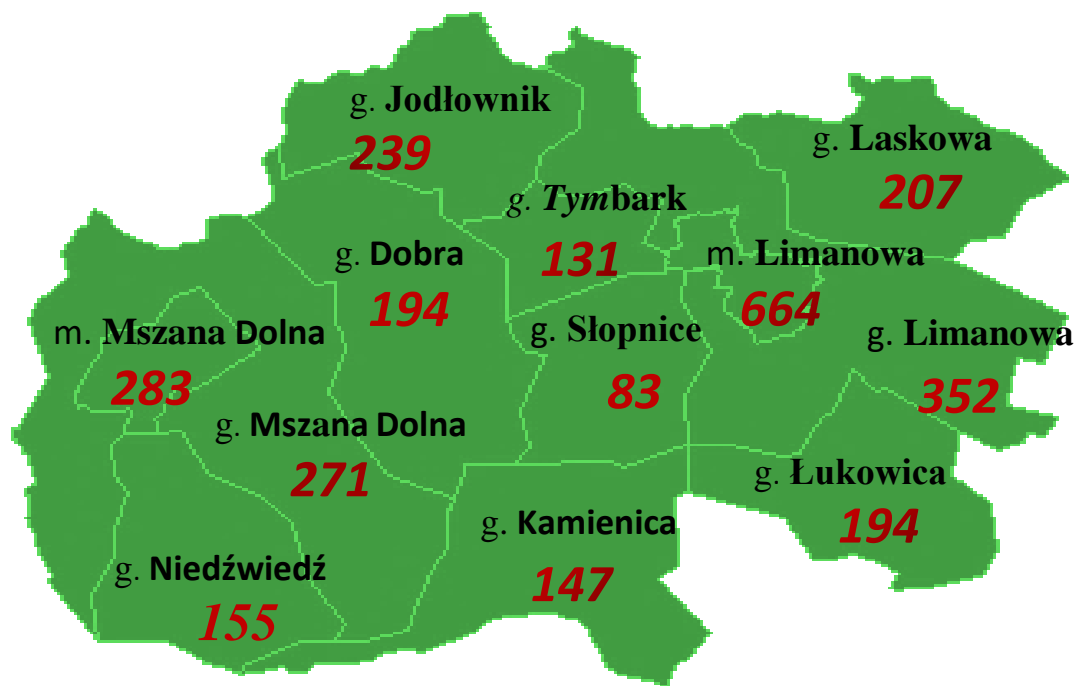 g. Jodłownik
239
g. Laskowa
207
g. Tymbark
131
g. Dobra
194
m. Limanowa
664
m. Mszana Dolna
283
g. Słopnice
83
g. Limanowa
352
g. Mszana Dolna
271
g. Łukowica
194
g. Kamienica
147
g. Niedźwiedź
155